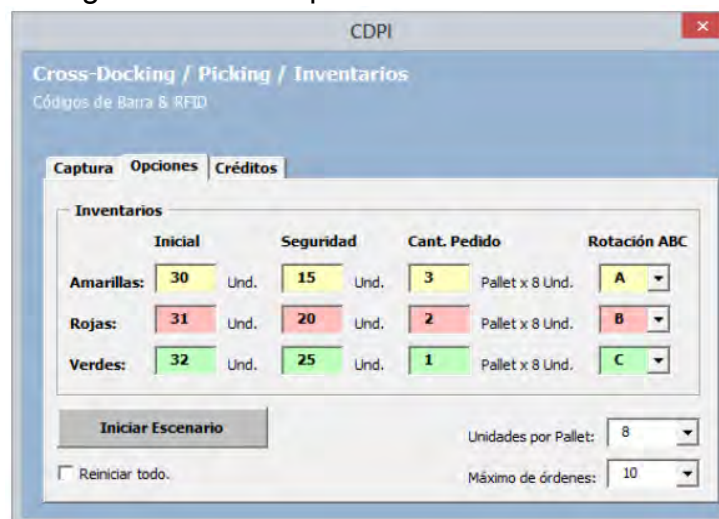 CDPI
Cross-Docking / Picking / Inventarios
Códigos de Barra & RFID
Captura Opciones Créditos
Inventarios
Inicial Seguridad Cant. Pedido Rotación ABC
Amarillas: 30 Und. 15 Und. 3 Pallet x 8 Und. A
Rojas: 31 Und. 20 Und. 2 Pallet x 8 Und. B
Verdes: 32 Und. 25 Und. 1 Pallet x 8 Und. C
Iniciar Escenario Unidades por Pallet: 8
Reiniciar todo. Máximo de órdenes: 10